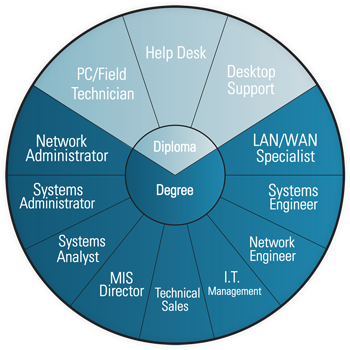 Help Desk
PC/Field
Technician
Desktop
Support
Diploma
Degree
Network
Administrator
LAN/WAN
Specialist
Systems
Administrator
Systems
Engineer
Systems
Analyst
Network
Engineer
MIS
Director
Technical
Sales
I.T.
Management